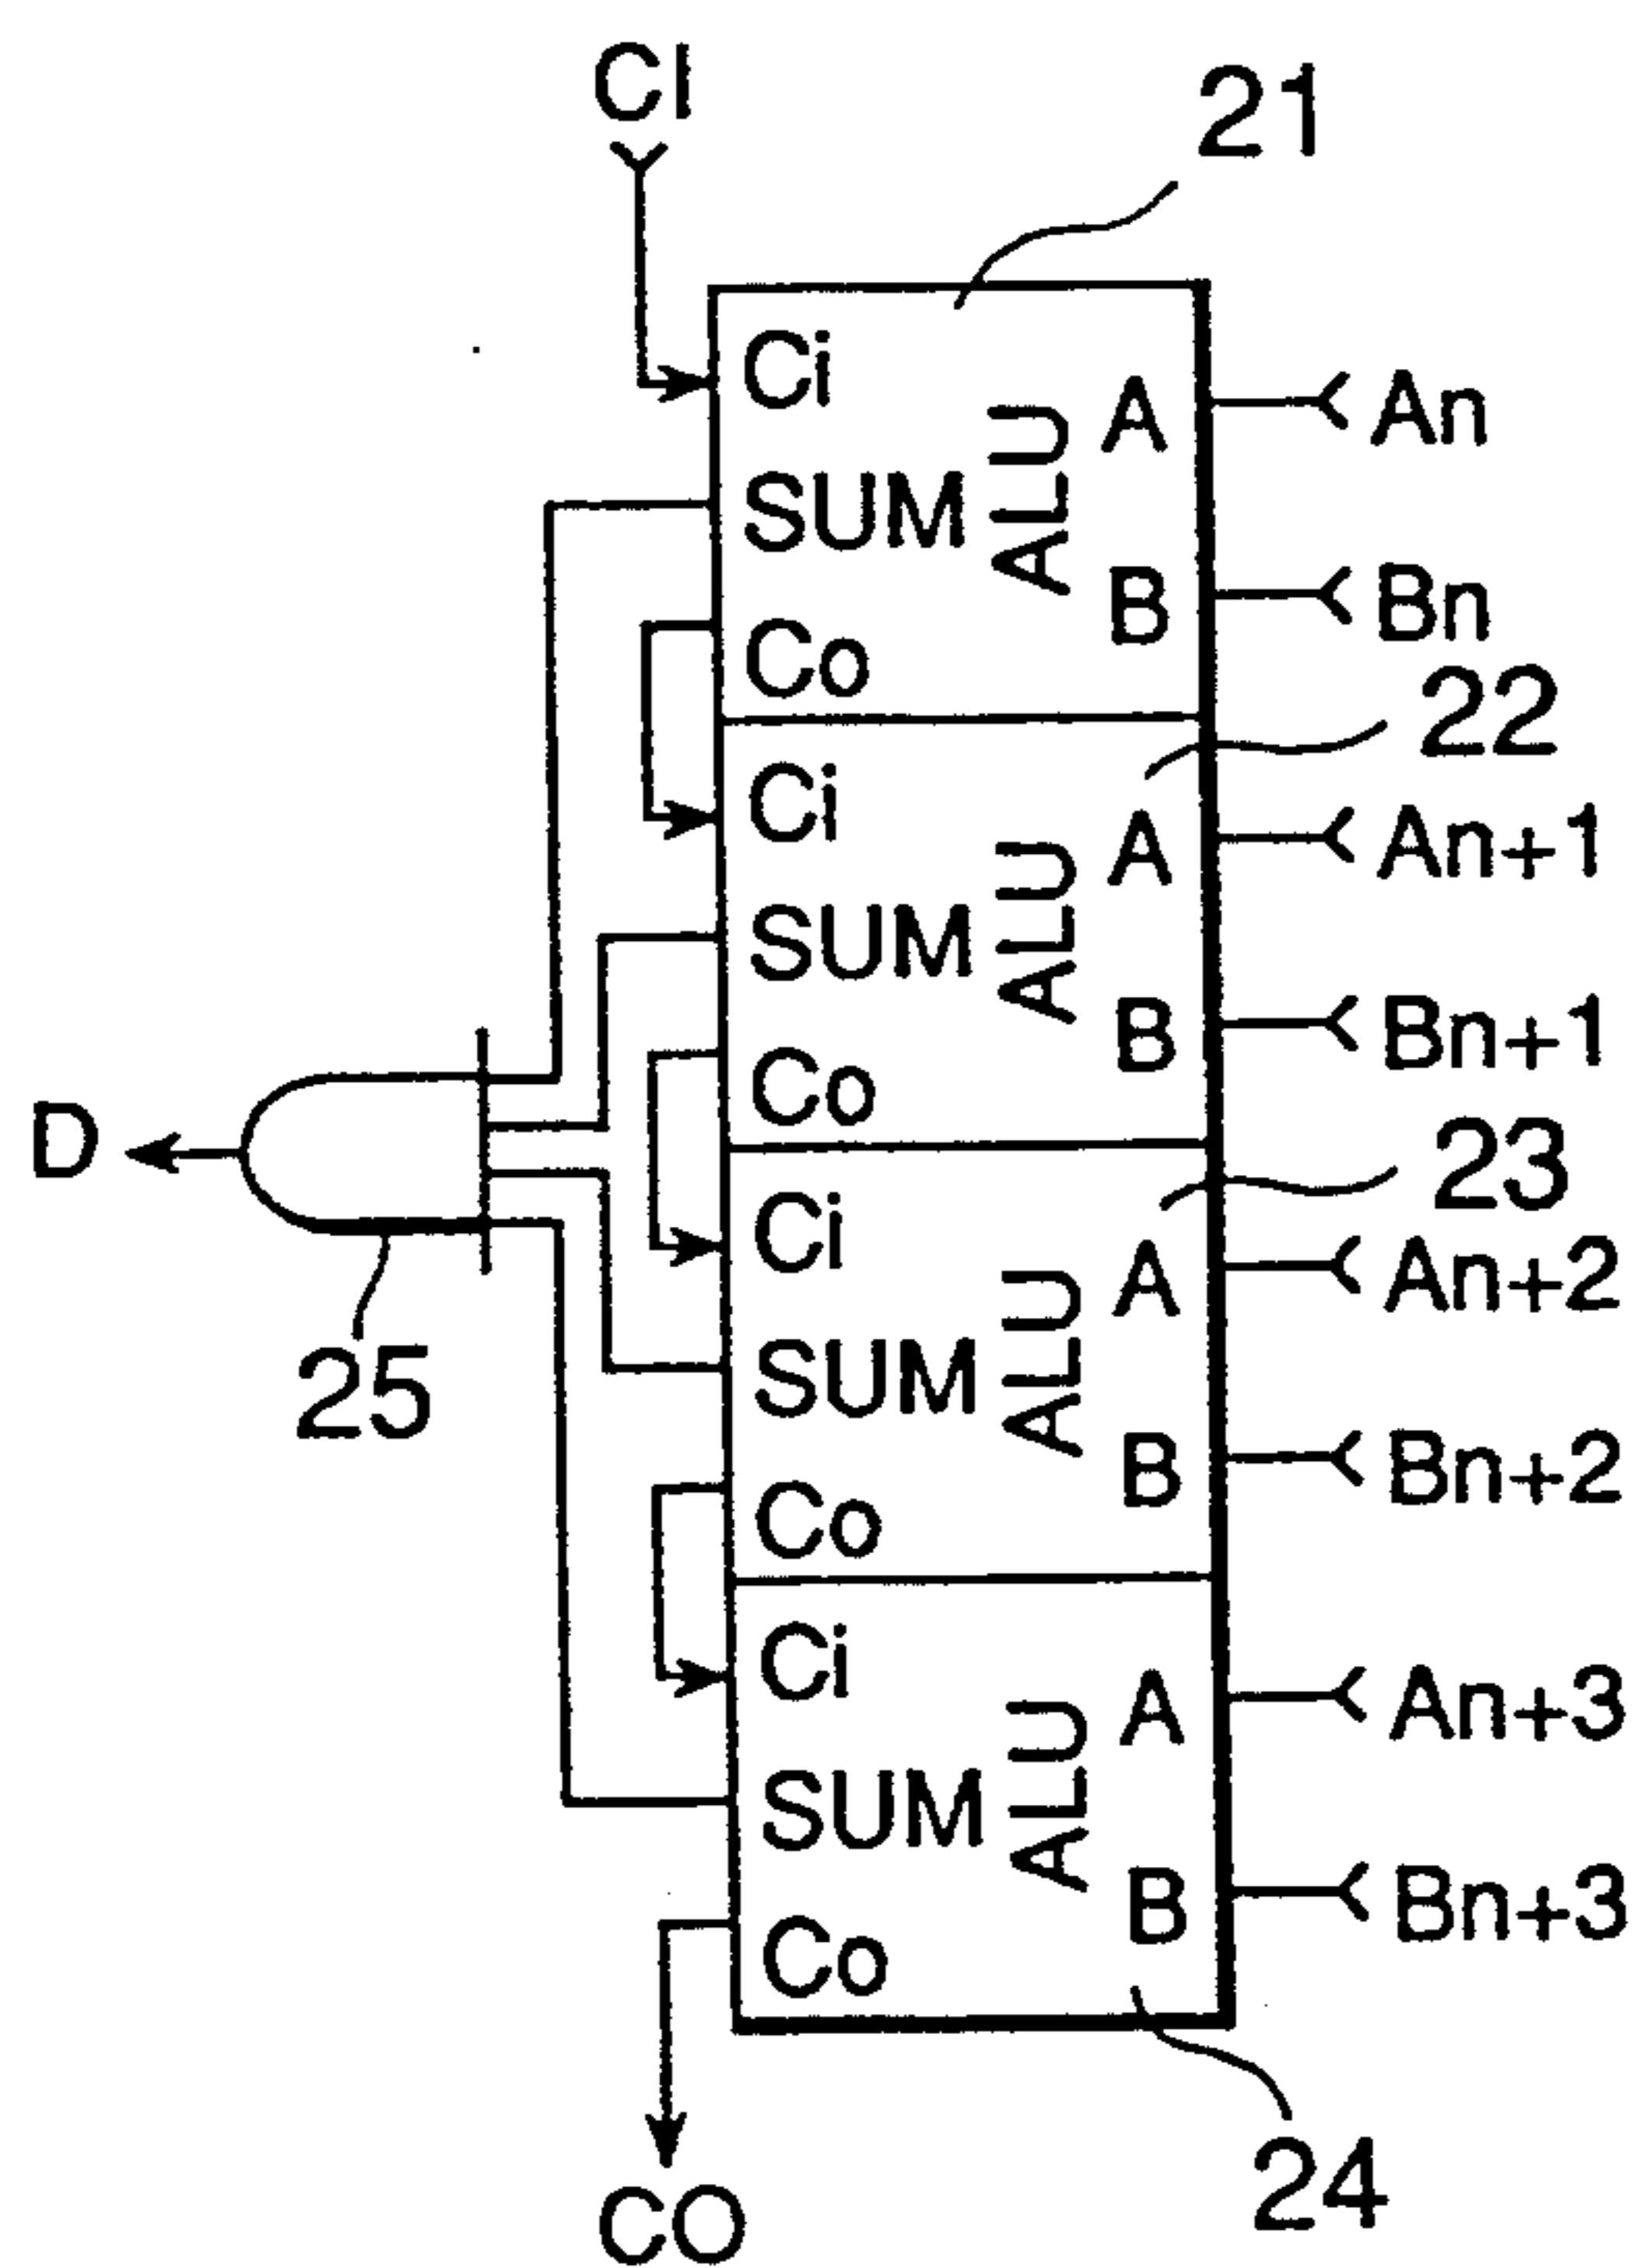 CI
21
Ci
A
An
SUM
ALU
B
Bn
Co
22
Ci
A
An+1
SUM
ALU
B
Bn+1
Co
D
23
Ci
A
An+2
25
SUM
ALU
B
Bn+2
Co
Ci
A
An+3
SUM
ALU
B
Bn+3
Co
24
CO